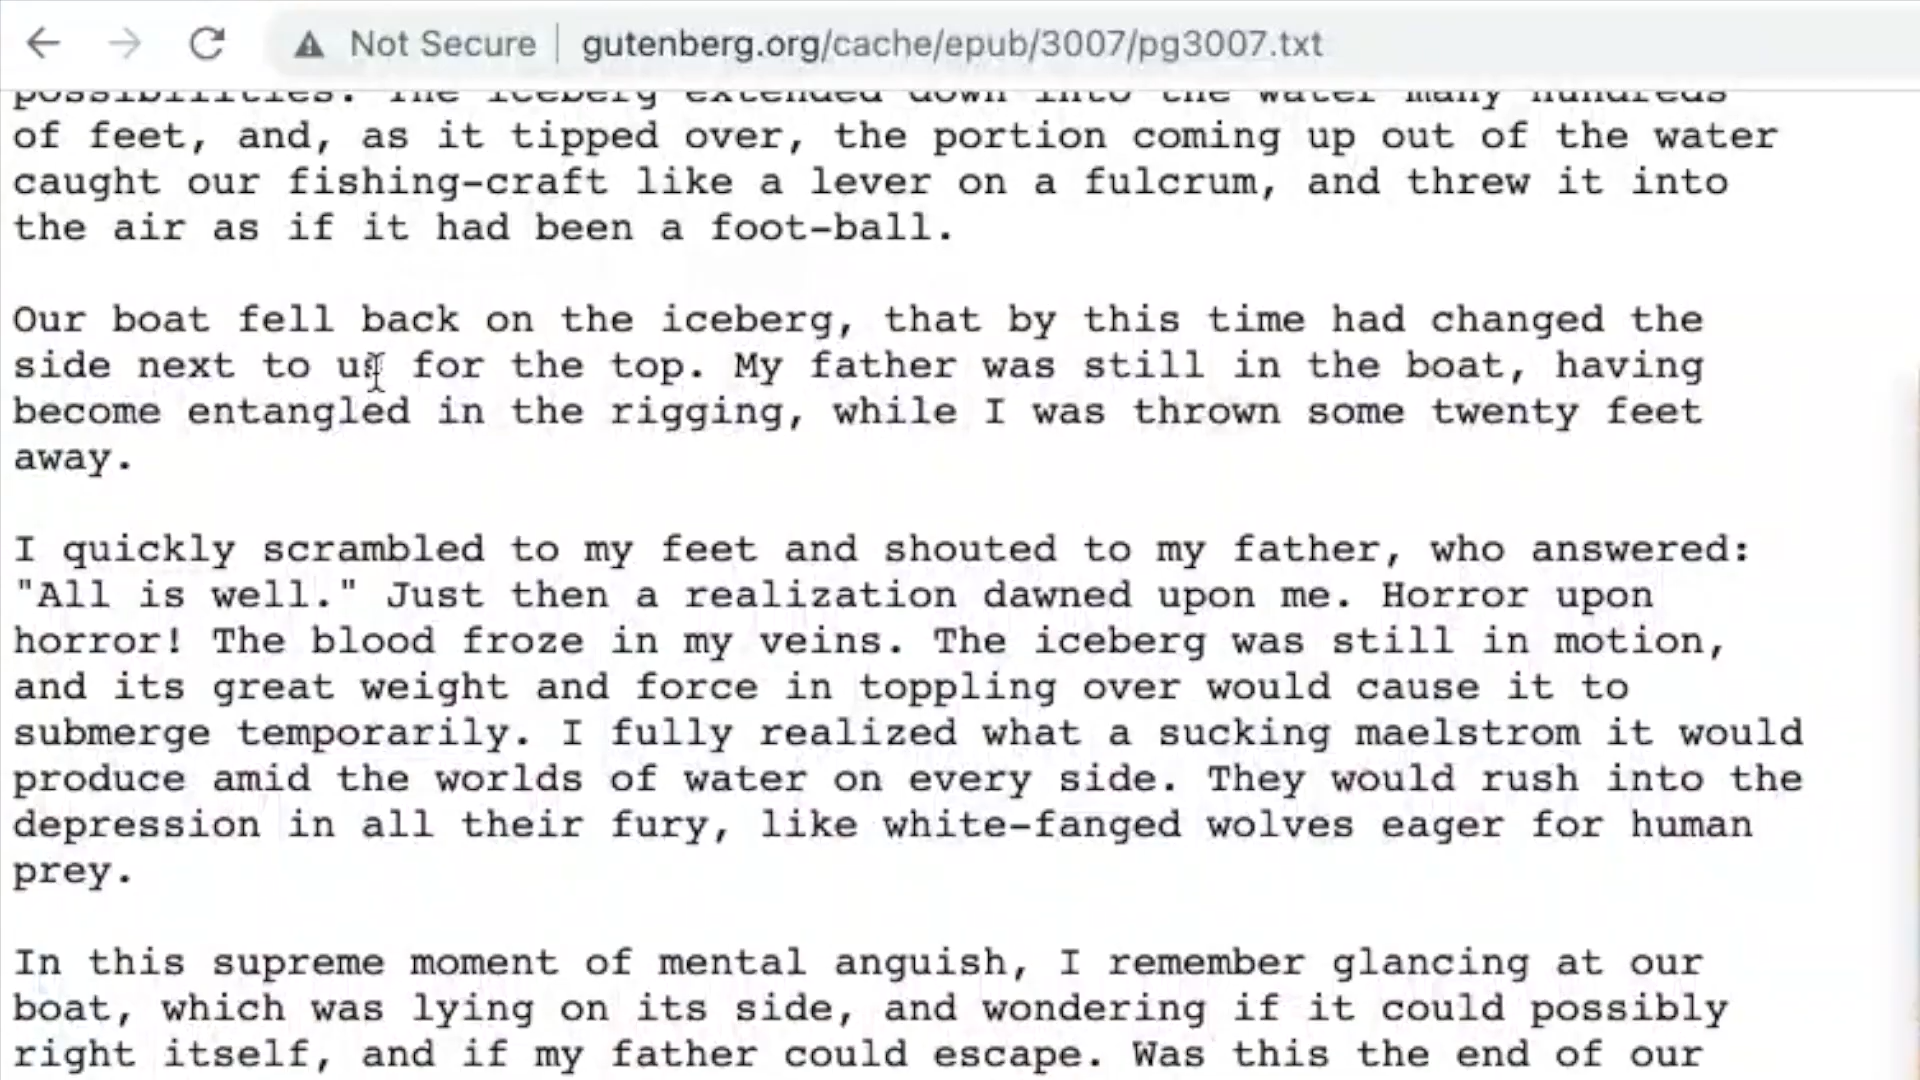 Not Secure | gutenberg.org/cache/epub/3007/pg3007.txt
possibilities. The iceberg extended down into the water many hundreds
of feet, and, as it tipped over, the portion coming up out of the water
caught our fishing-craft like a lever on a fulcrum, and threw it into
the air as if it had been a foot-ball.
Our boat fell back on the iceberg, that by this time had changed the
side next to us for the top. My father was still in the boat, having
become entangled in the rigging, while I was thrown some twenty feet
away.
I quickly scrambled to my feet and shouted to my father, who answered:
"All is well." Just then a realization dawned upon me. Horror upon
horror! The blood froze in my veins. The iceberg was still in motion,
and its great weight and force in toppling over would cause it to
submerge temporarily. I fully realized what a sucking maelstrom it would
produce amid the worlds of water on every side. They would rush into the
depression in all their fury, like white-fanged wolves eager for human
prey.
In this supreme moment of mental anguish, I remember glancing at our
boat, which was lying on its side, and wondering if it could possibly
right itself, and if my father could escape. Was this the end of our